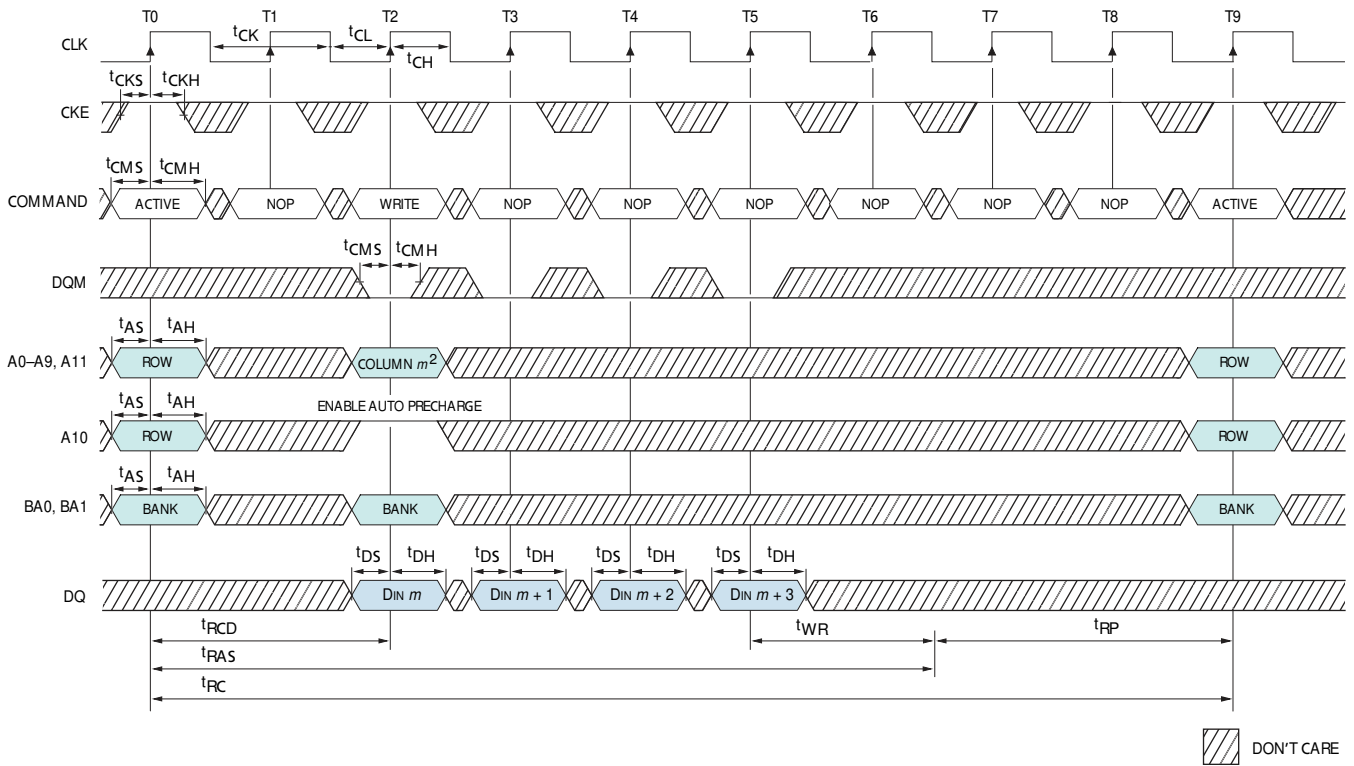 T0 T1 T2 T3 T4 T5 T6 T7 T8 T9
CLK tCK tCL
tCH
tCKS tCKH
CKE
tCMS tCMH
COMMAND ACTIVE NOP WRITE NOP NOP NOP NOP NOP NOP ACTIVE
tCMS tCMH
DQM
tAS tAH
A0–A9, A11 ROW COLUMN m2 ROW
tAS tAH ENABLE AUTO PRECHARGE
A10 ROW ROW
tAS tAH
BA0, BA1 BANK BANK BANK
tDS tDH tDS tDH tDS tDH tDS tDH
DQ DIN m DIN m + 1 DIN m + 2 DIN m + 3
tRCD tWR tRP
tRAS
tRC
DON'T CARE